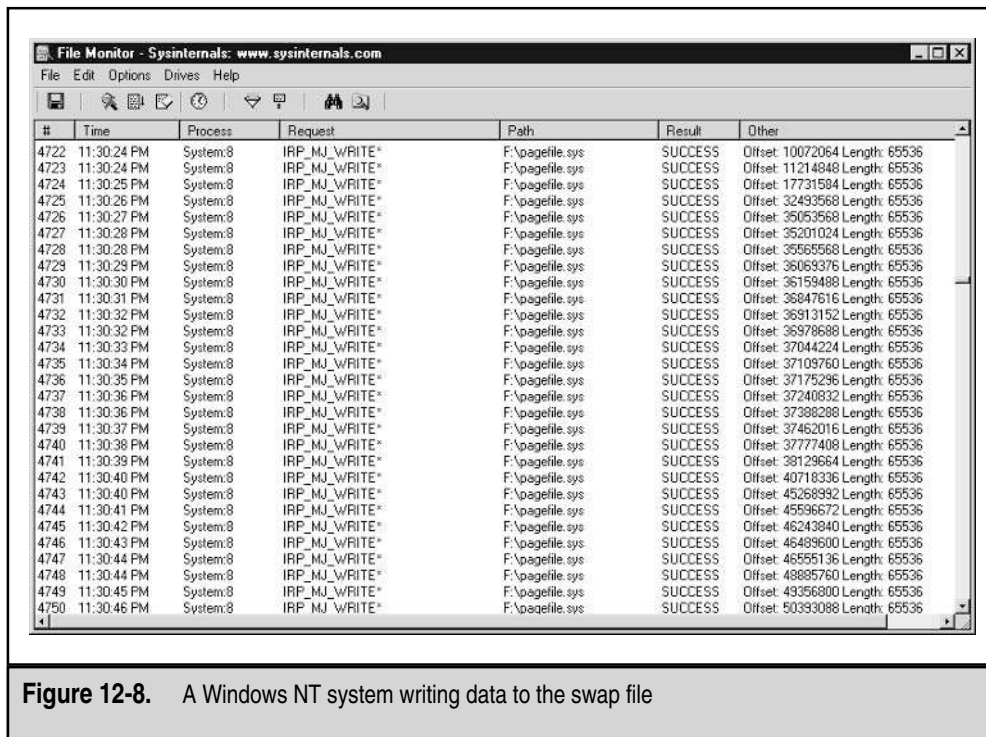 File Monitor - Sysinternals: www.sysinternals.com
File Edit Options Drives Help
# Time Process Request Path Result Other
4722 11:30:24 PM System:8 IRP_MJ_WRITE* F:\pagefile.sys SUCCESS Offset: 10072064 Length: 65536
4723 11:30:24 PM System:8 IRP_MJ_WRITE* F:\pagefile.sys SUCCESS Offset: 11214848 Length: 65536
4724 11:30:25 PM System:8 IRP_MJ_WRITE* F:\pagefile.sys SUCCESS Offset: 17731584 Length: 65536
4725 11:30:26 PM System:8 IRP_MJ_WRITE* F:\pagefile.sys SUCCESS Offset: 32493568 Length: 65536
4726 11:30:27 PM System:8 IRP_MJ_WRITE* F:\pagefile.sys SUCCESS Offset: 35053568 Length: 65536
4727 11:30:28 PM System:8 IRP_MJ_WRITE* F:\pagefile.sys SUCCESS Offset: 35201024 Length: 65536
4728 11:30:28 PM System:8 IRP_MJ_WRITE* F:\pagefile.sys SUCCESS Offset: 35565568 Length: 65536
4729 11:30:29 PM System:8 IRP_MJ_WRITE* F:\pagefile.sys SUCCESS Offset: 36069376 Length: 65536
4730 11:30:30 PM System:8 IRP_MJ_WRITE* F:\pagefile.sys SUCCESS Offset: 36159488 Length: 65536
4731 11:30:31 PM System:8 IRP_MJ_WRITE* F:\pagefile.sys SUCCESS Offset: 36847616 Length: 65536
4732 11:30:32 PM System:8 IRP_MJ_WRITE* F:\pagefile.sys SUCCESS Offset: 36913152 Length: 65536
4733 11:30:32 PM System:8 IRP_MJ_WRITE* F:\pagefile.sys SUCCESS Offset: 36978688 Length: 65536
4734 11:30:33 PM System:8 IRP_MJ_WRITE* F:\pagefile.sys SUCCESS Offset: 37044224 Length: 65536
4735 11:30:34 PM System:8 IRP_MJ_WRITE* F:\pagefile.sys SUCCESS Offset: 37109760 Length: 65536
4736 11:30:35 PM System:8 IRP_MJ_WRITE* F:\pagefile.sys SUCCESS Offset: 37175296 Length: 65536
4737 11:30:36 PM System:8 IRP_MJ_WRITE* F:\pagefile.sys SUCCESS Offset: 37240832 Length: 65536
4738 11:30:36 PM System:8 IRP_MJ_WRITE* F:\pagefile.sys SUCCESS Offset: 37388288 Length: 65536
4739 11:30:37 PM System:8 IRP_MJ_WRITE* F:\pagefile.sys SUCCESS Offset: 37462016 Length: 65536
4740 11:30:38 PM System:8 IRP_MJ_WRITE* F:\pagefile.sys SUCCESS Offset: 37777408 Length: 65536
4741 11:30:39 PM System:8 IRP_MJ_WRITE* F:\pagefile.sys SUCCESS Offset: 38129664 Length: 65536
4742 11:30:40 PM System:8 IRP_MJ_WRITE* F:\pagefile.sys SUCCESS Offset: 40718336 Length: 65536
4743 11:30:40 PM System:8 IRP_MJ_WRITE* F:\pagefile.sys SUCCESS Offset: 45268992 Length: 65536
4744 11:30:41 PM System:8 IRP_MJ_WRITE* F:\pagefile.sys SUCCESS Offset: 45596672 Length: 65536
4745 11:30:42 PM System:8 IRP_MJ_WRITE* F:\pagefile.sys SUCCESS Offset: 46243840 Length: 65536
4746 11:30:43 PM System:8 IRP_MJ_WRITE* F:\pagefile.sys SUCCESS Offset: 46489600 Length: 65536
4747 11:30:44 PM System:8 IRP_MJ_WRITE* F:\pagefile.sys SUCCESS Offset: 46555136 Length: 65536
4748 11:30:44 PM System:8 IRP_MJ_WRITE* F:\pagefile.sys SUCCESS Offset: 48885760 Length: 65536
4749 11:30:45 PM System:8 IRP_MJ_WRITE* F:\pagefile.sys SUCCESS Offset: 49356800 Length: 65536
4750 11:30:46 PM System:8 IRP_MJ_WRITE* F:\pagefile.sys SUCCESS Offset: 50393088 Length: 65536
Figure 12-8. A Windows NT system writing data to the swap file